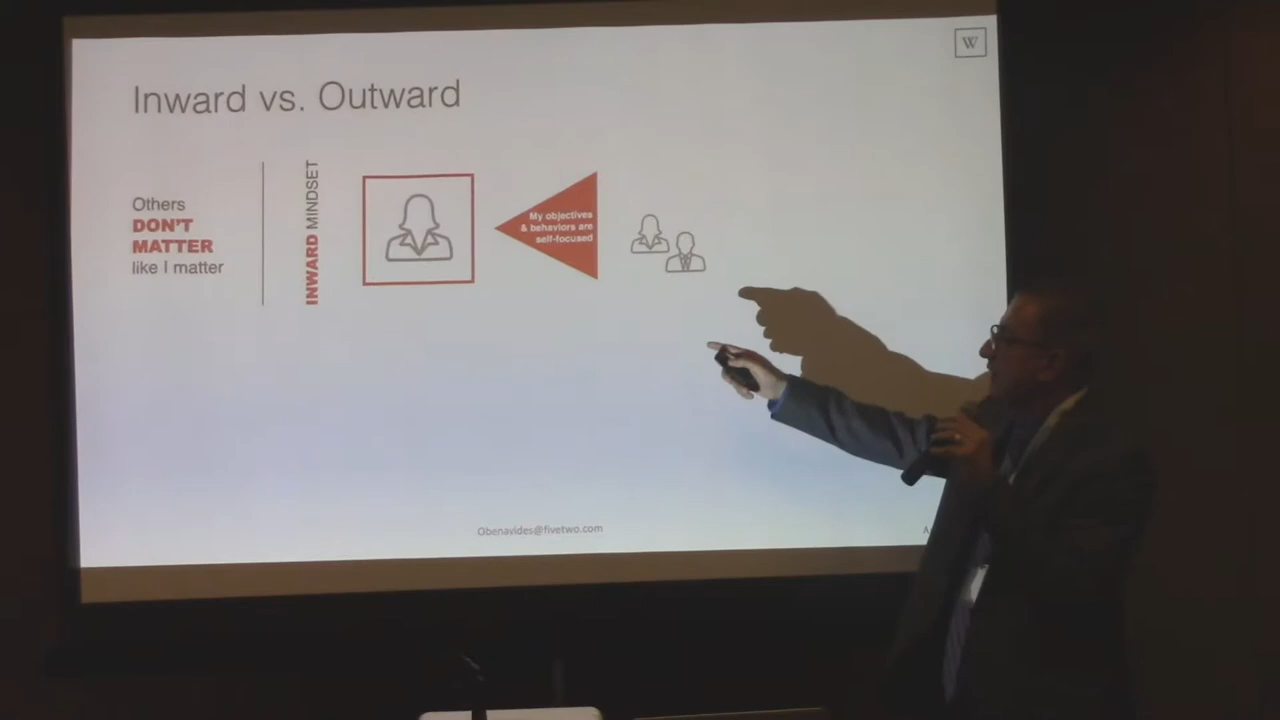 W
Inward vs. Outward
Others
DON'T
MATTER
like I matter
INWARD MINDSET
My objectives
& behaviors are
self-focused
Obenavides@fivetwo.com